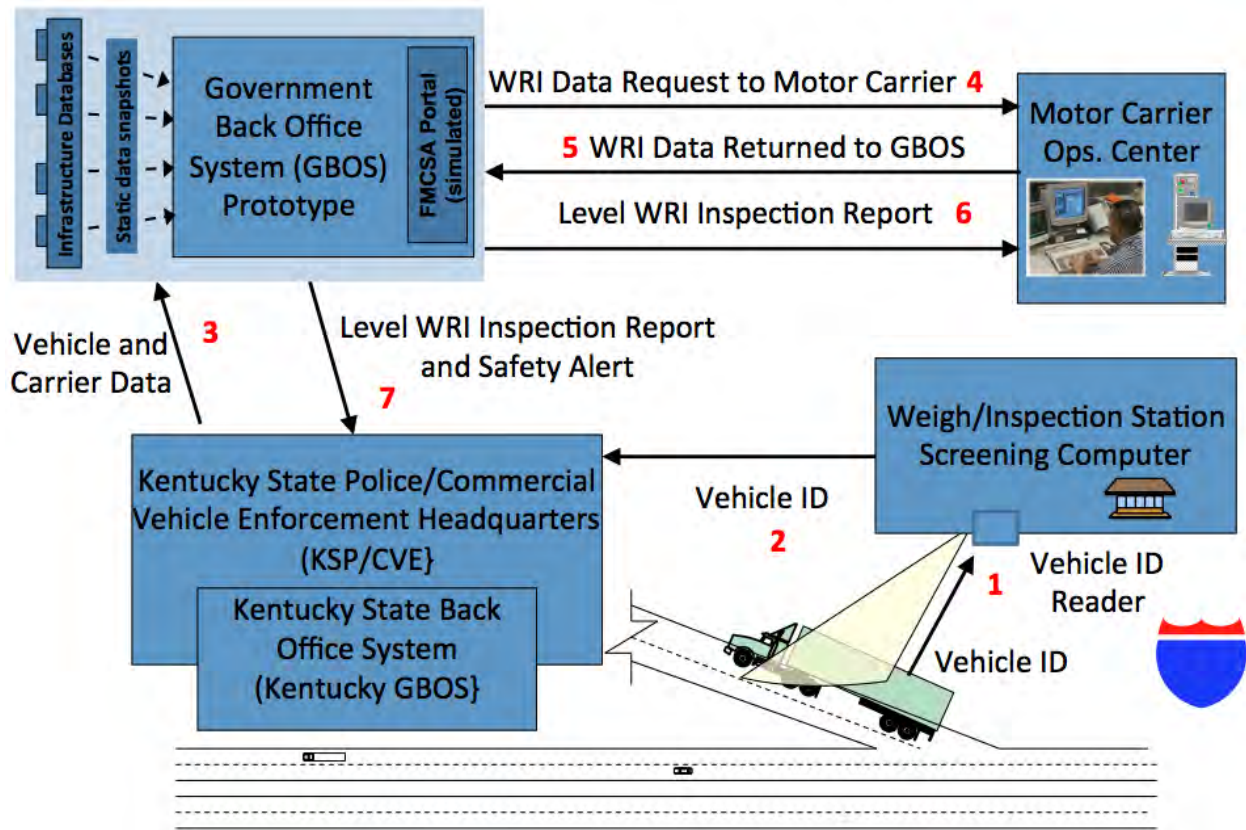 Infrastructure Databases
Static data snapshots
Government
Back Office
System (GBOS)
Prototype
FMCSA Portal
(simulated)
WRI Data Request to Motor Carrier 4
5 WRI Data Returned to GBOS
Level WRI Inspection Report 6
Motor Carrier
Ops. Center
Vehicle and
Carrier Data
3
Level WRI Inspection Report
and Safety Alert
7
Weigh/Inspection Station
Screening Computer
Kentucky State Police/Commercial
Vehicle Enforcement Headquarters
(KSP/CVE}
Kentucky State Back
Office System
(Kentucky GBOS}
Vehicle ID
2
1
Vehicle ID
Reader
Vehicle ID